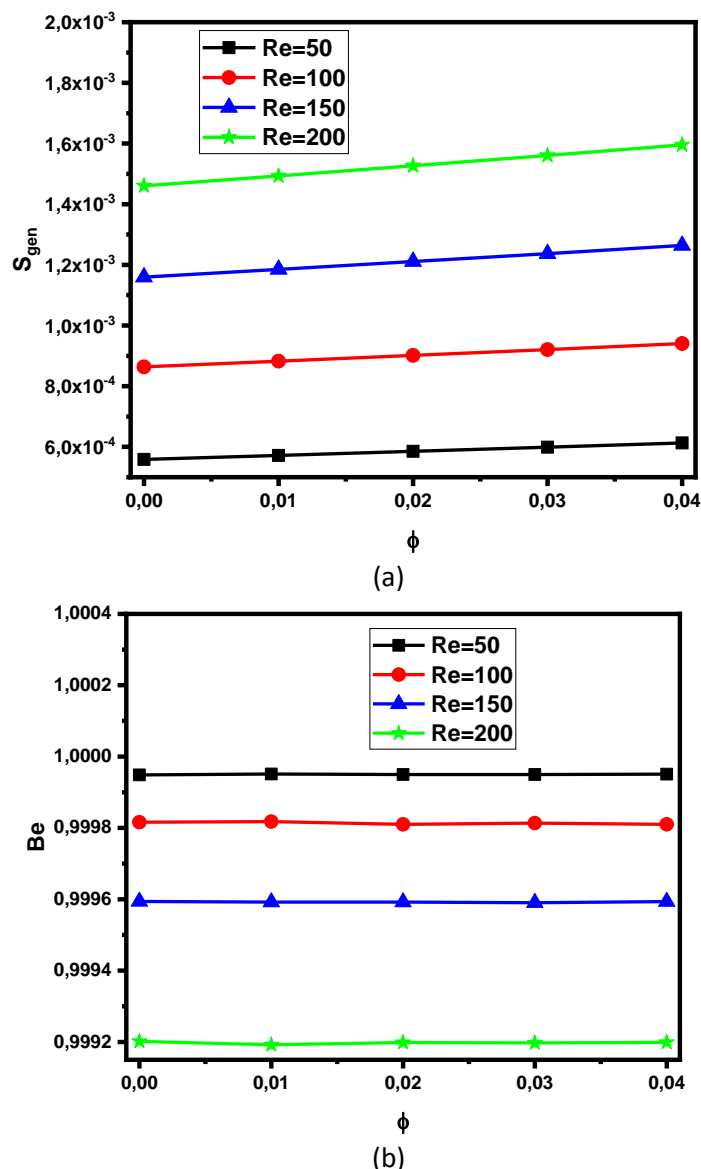 2,0x10⁻³
1,8x10⁻³
1,6x10⁻³
1,4x10⁻³
1,2x10⁻³
1,0x10⁻³
8,0x10⁻⁴
6,0x10⁻⁴
S_gen
Re=50
Re=100
Re=150
Re=200
0,00 0,01 0,02 0,03 0,04
ϕ
(a)
1,0004
1,0002
1,0000
0,9998
0,9996
0,9994
0,9992
Be
Re=50
Re=100
Re=150
Re=200
0,00 0,01 0,02 0,03 0,04
ϕ
(b)